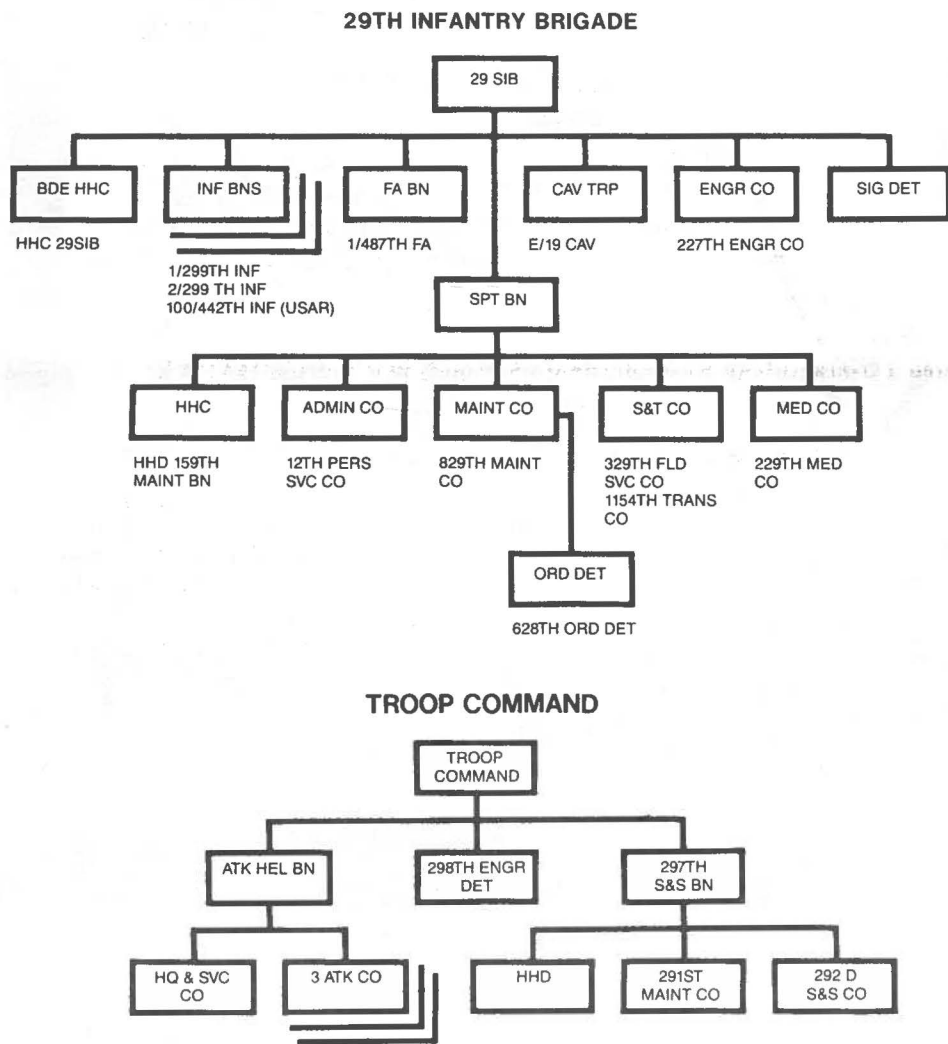 29TH INFANTRY BRIGADE
29 SIB
BDE HHC
INF BNS
FA BN
CAV TRP
ENGR CO
SIG DET
HHC 29SIB
1/299TH INF
2/299 TH INF
100/442TH INF (USAR)
1/487TH FA
E/19 CAV
227TH ENGR CO
SPT BN
HHC
ADMIN CO
MAINT CO
S&T CO
MED CO
HHD 159TH
MAINT BN
12TH PERS
SVC CO
829TH MAINT
CO
329TH FLD
SVC CO
1154TH TRANS
CO
229TH MED
CO
ORD DET
628TH ORD DET
TROOP COMMAND
TROOP
COMMAND
ATK HEL BN
298TH ENGR
DET
297TH
S&S BN
HQ & SVC
CO
3 ATK CO
HHD
291ST
MAINT CO
292 D
S&S CO